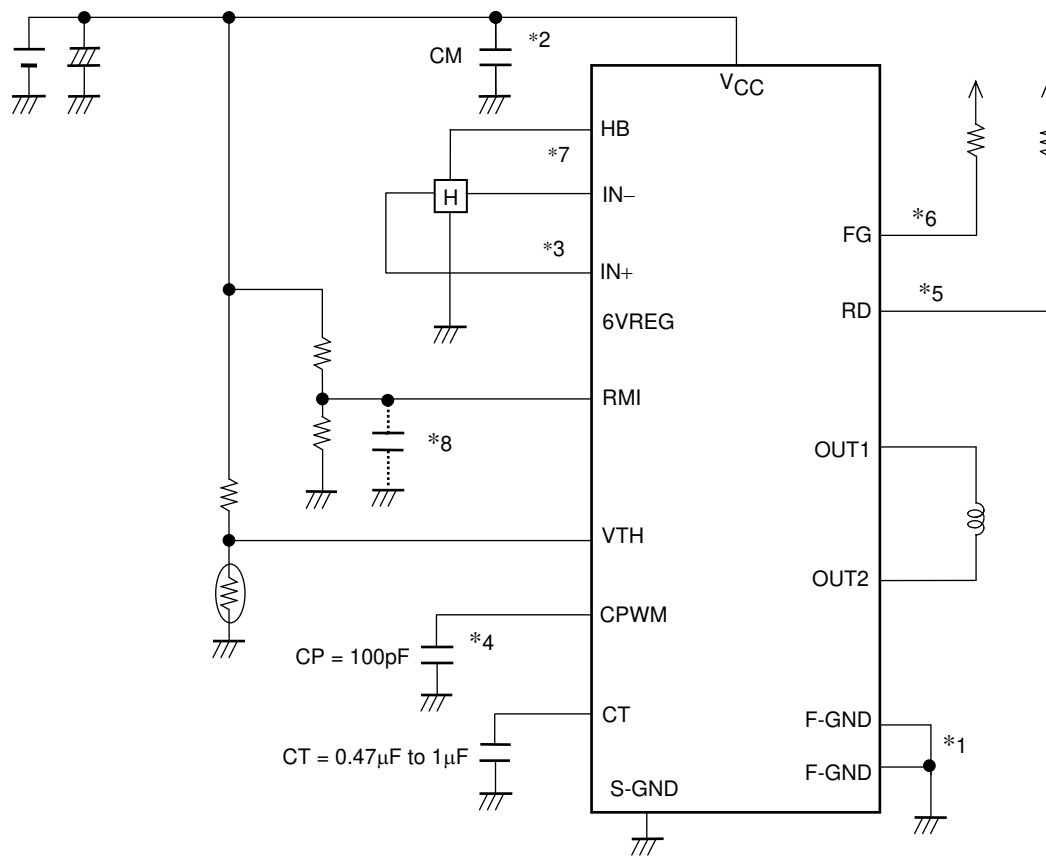 CM
*2
VCC
HB
*7
H
IN−
FG
*6
*3
IN+
RD
*5
6VREG
RMI
*8
OUT1
VTH
OUT2
CPWM
*4
CP = 100pF
CT
F-GND
*1
CT = 0.47μF to 1μF
F-GND
S-GND